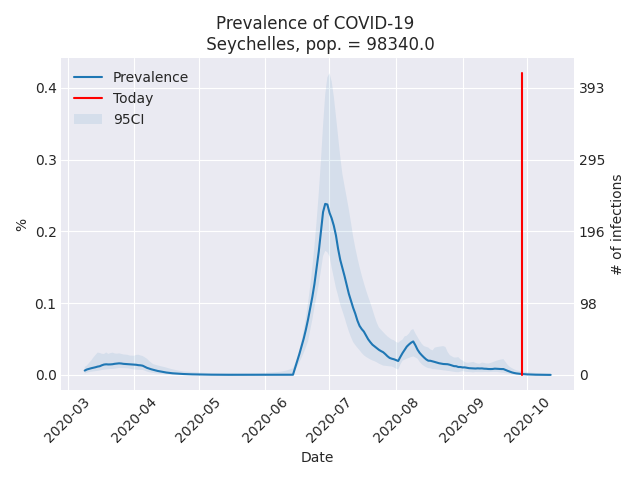 Prevalence of COVID-19
Seychelles, pop. = 98340.0
Prevalence
Today
95CI
0.4
0.3
0.2
0.1
0.0
%
393
295
196
98
0
# of infections
2020-03
2020-04
2020-05
2020-06
2020-07
2020-08
2020-09
2020-10
Date